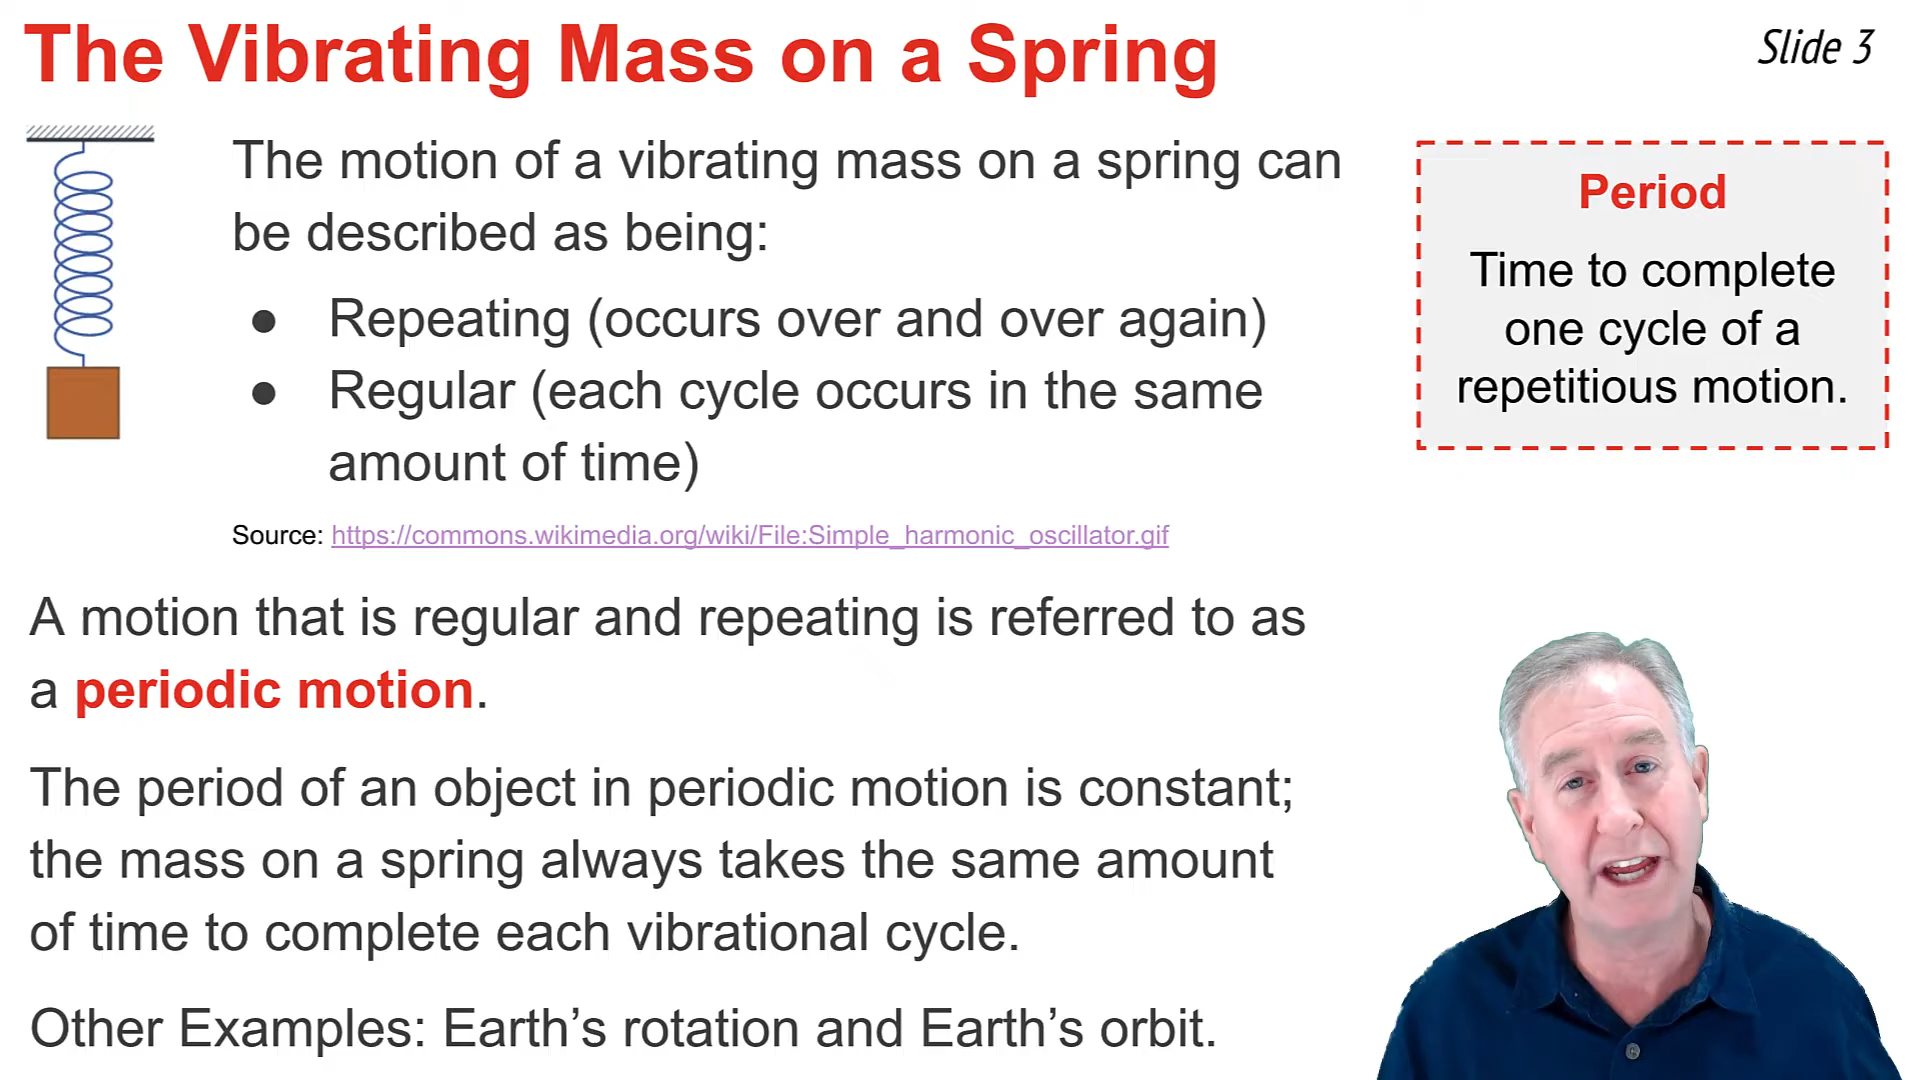 The Vibrating Mass on a Spring
Slide 3
The motion of a vibrating mass on a spring can
be described as being:
● Repeating (occurs over and over again)
● Regular (each cycle occurs in the same
amount of time)
Source: https://commons.wikimedia.org/wiki/File:Simple_harmonic_oscillator.gif
Period
Time to complete
one cycle of a
repetitious motion.
A motion that is regular and repeating is referred to as
a periodic motion.
The period of an object in periodic motion is constant;
the mass on a spring always takes the same amount
of time to complete each vibrational cycle.
Other Examples: Earth’s rotation and Earth’s orbit.